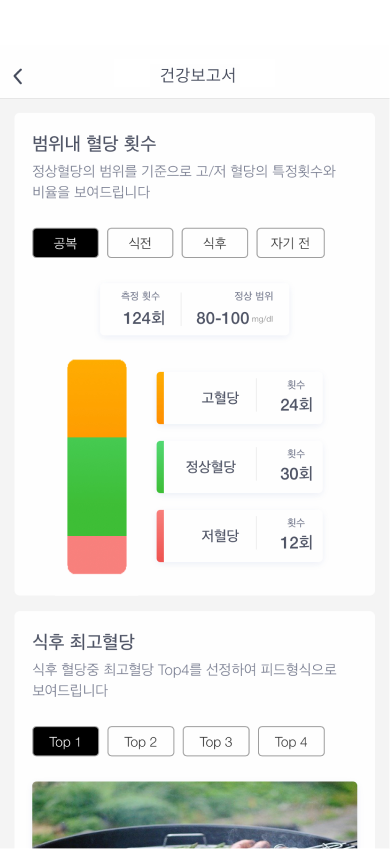 건강보고서
범위내 혈당 횟수
정상혈당의 범위를 기준으로 고/저 혈당의 특정횟수와
비율을 보여드립니다
공복 식전 식후 자기 전
측정 횟수 정상 범위
124회 80-100 mg/dl
고혈당 횟수 24회
정상혈당 횟수 30회
저혈당 횟수 12회
식후 최고혈당
식후 혈당중 최고혈당 Top4를 선정하여 피드형식으로
보여드립니다
Top 1 Top 2 Top 3 Top 4